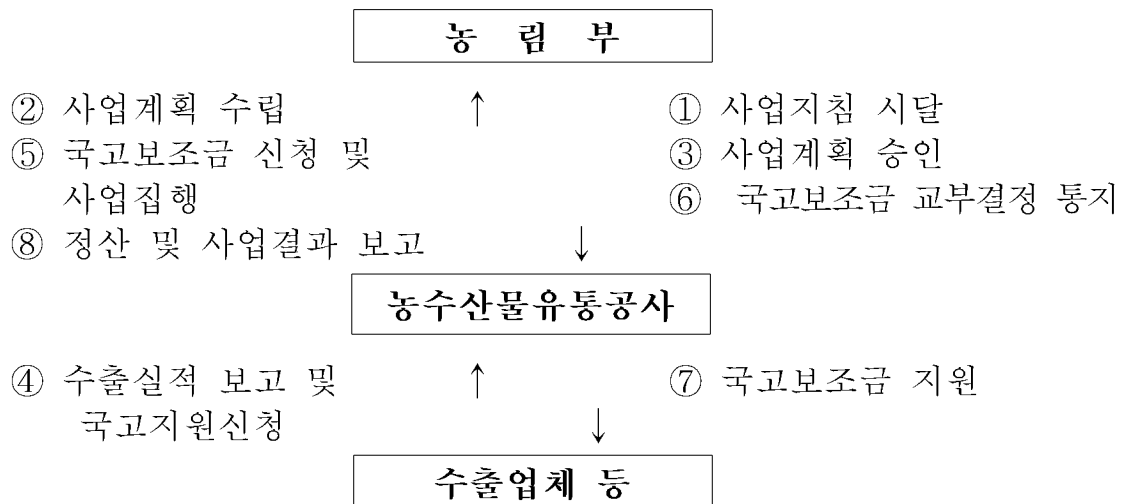 농 림 부
② 사업계획 수립 ↑ ① 사업지침 시달
⑤ 국고보조금 신청 및 ③ 사업계획 승인
사업집행 ⑥ 국고보조금 교부결정 통지
⑧ 정산 및 사업결과 보고 ↓
농수산물유통공사
④ 수출실적 보고 및 ↑ ⑦ 국고보조금 지원
국고지원신청 ↓
수출업체 등